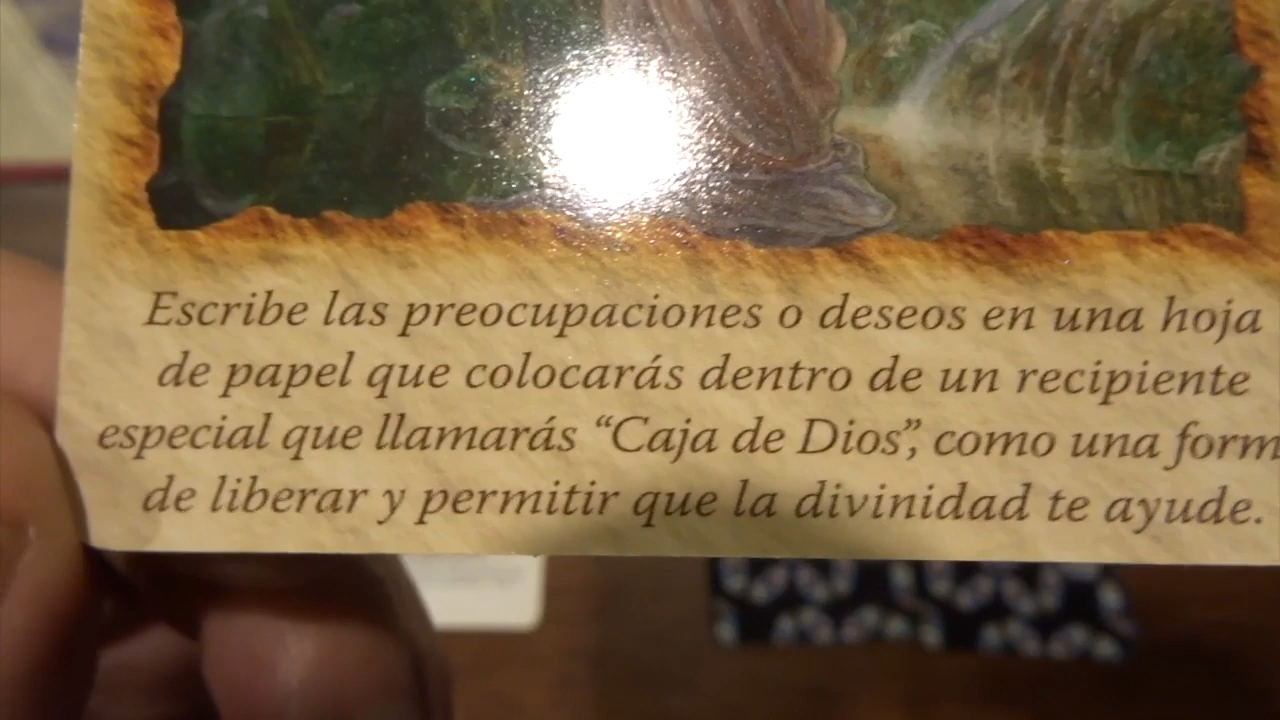 Escribe las preocupaciones o deseos en una hoja
de papel que colocarás dentro de un recipiente
especial que llamarás “Caja de Dios”, como una form
de liberar y permitir que la divinidad te ayude.